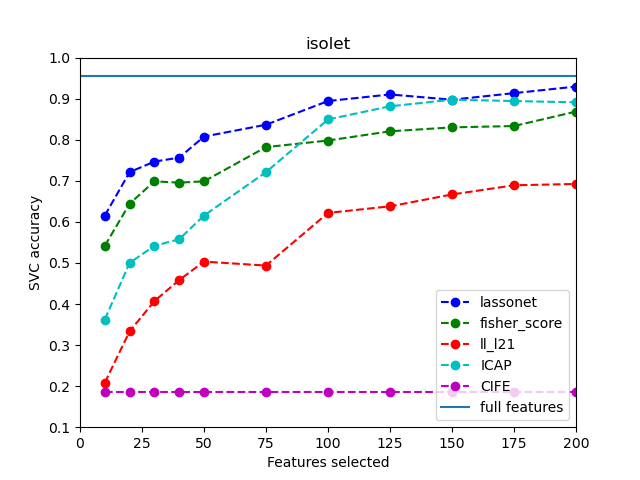 isolet
1.0
0.9
0.8
0.7
0.6
0.5
0.4
0.3
0.2
0.1
SVC accuracy
lassonet
fisher_score
ll_l21
ICAP
CIFE
full features
0 25 50 75 100 125 150 175 200
Features selected